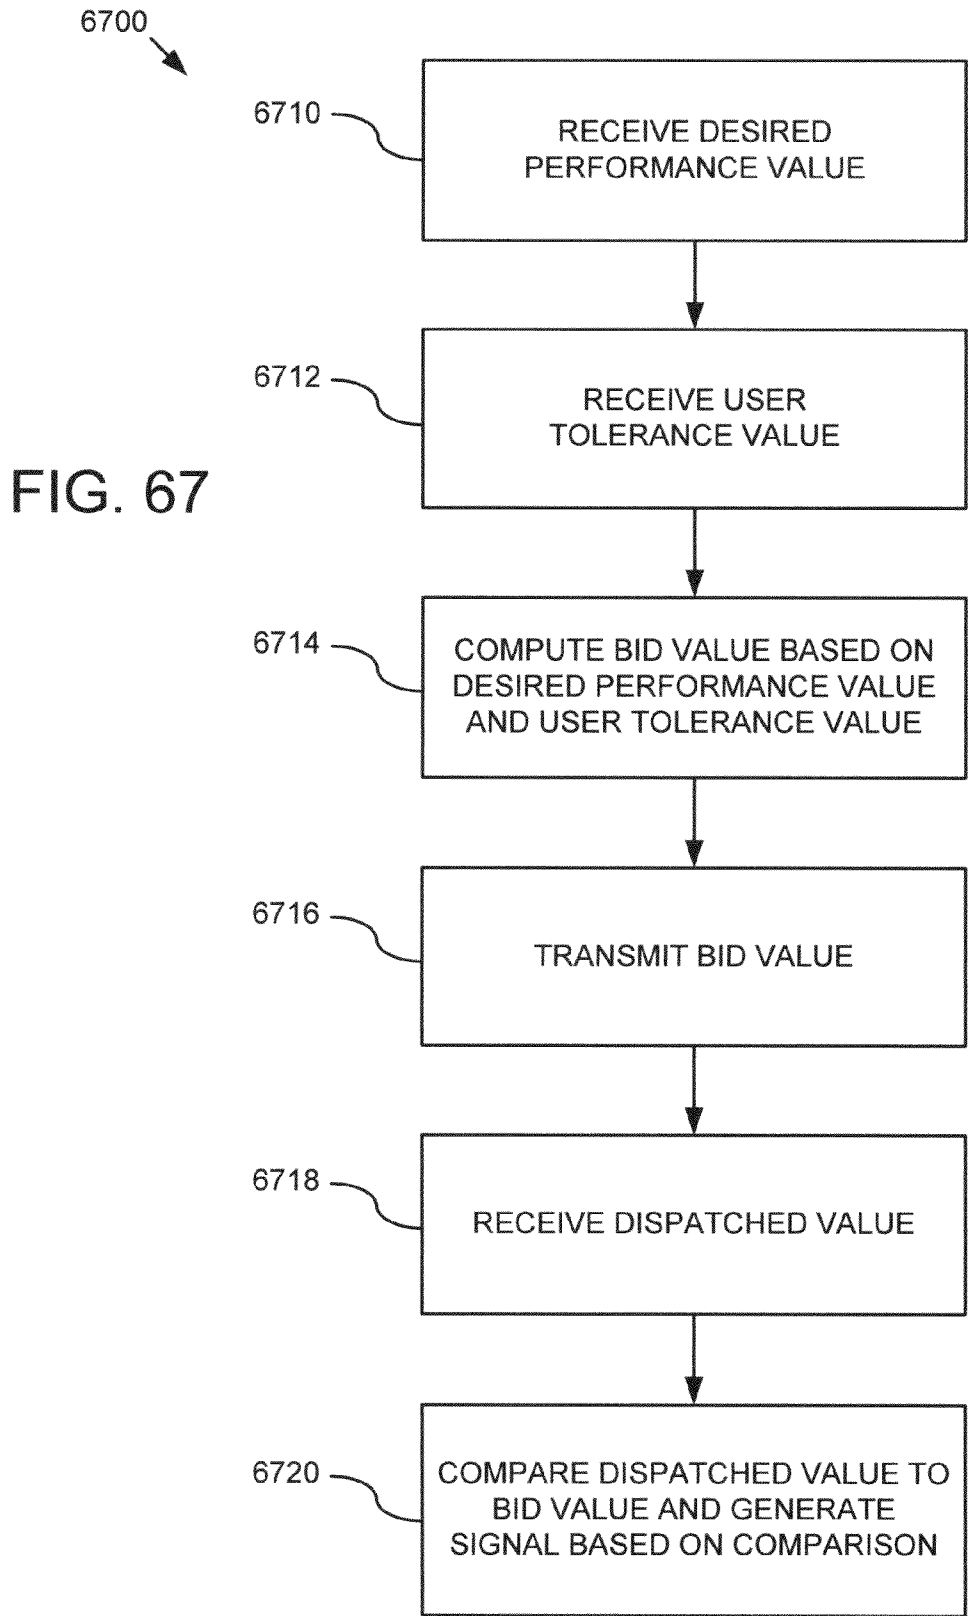 6700
6710
RECEIVE DESIRED
PERFORMANCE VALUE
6712
RECEIVE USER
TOLERANCE VALUE
FIG. 67
6714
COMPUTE BID VALUE BASED ON
DESIRED PERFORMANCE VALUE
AND USER TOLERANCE VALUE
6716
TRANSMIT BID VALUE
6718
RECEIVE DISPATCHED VALUE
6720
COMPARE DISPATCHED VALUE TO
BID VALUE AND GENERATE
SIGNAL BASED ON COMPARISON